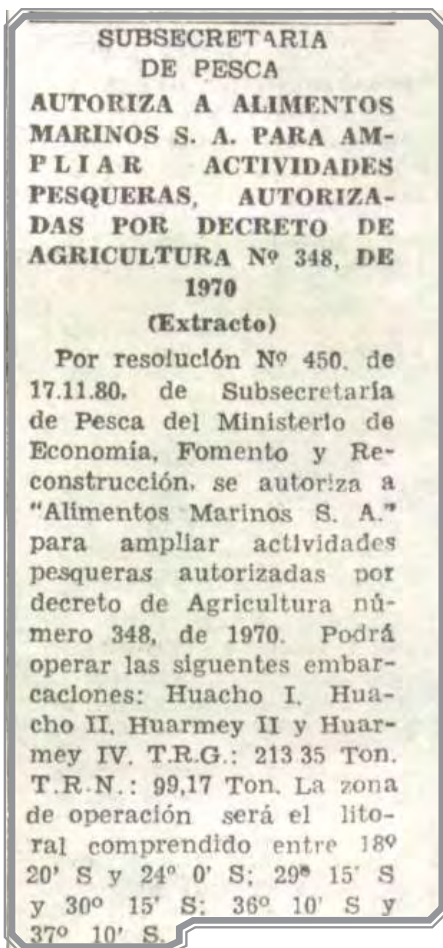 SUBSECRETARIA
DE PESCA
AUTORIZA A ALIMENTOS
MARINOS S. A. PARA AM-
PLIAR ACTIVIDADES
PESQUERAS, AUTORIZA-
DAS POR DECRETO DE
AGRICULTURA Nº 348, DE
1970
(Extracto)
Por resolución Nº 450, de
17.11.80, de Subsecretaría
de Pesca del Ministerio de
Economía, Fomento y Re-
construcción, se autoriza a
"Alimentos Marinos S. A."
para ampliar actividades
pesqueras autorizadas por
decreto de Agricultura nú-
mero 348, de 1970. Podrá
operar las siguentes embar-
caciones: Huacho I, Hua-
cho II, Huarmey II y Huar-
mey IV. T.R.G.: 213.35 Ton.
T.R.N.: 99,17 Ton. La zona
de operación será el lito-
ral comprendido entre 18º
20' S y 24º 0' S; 29º 15' S
y 30º 15' S; 36º 10' S y
37º 10' S.